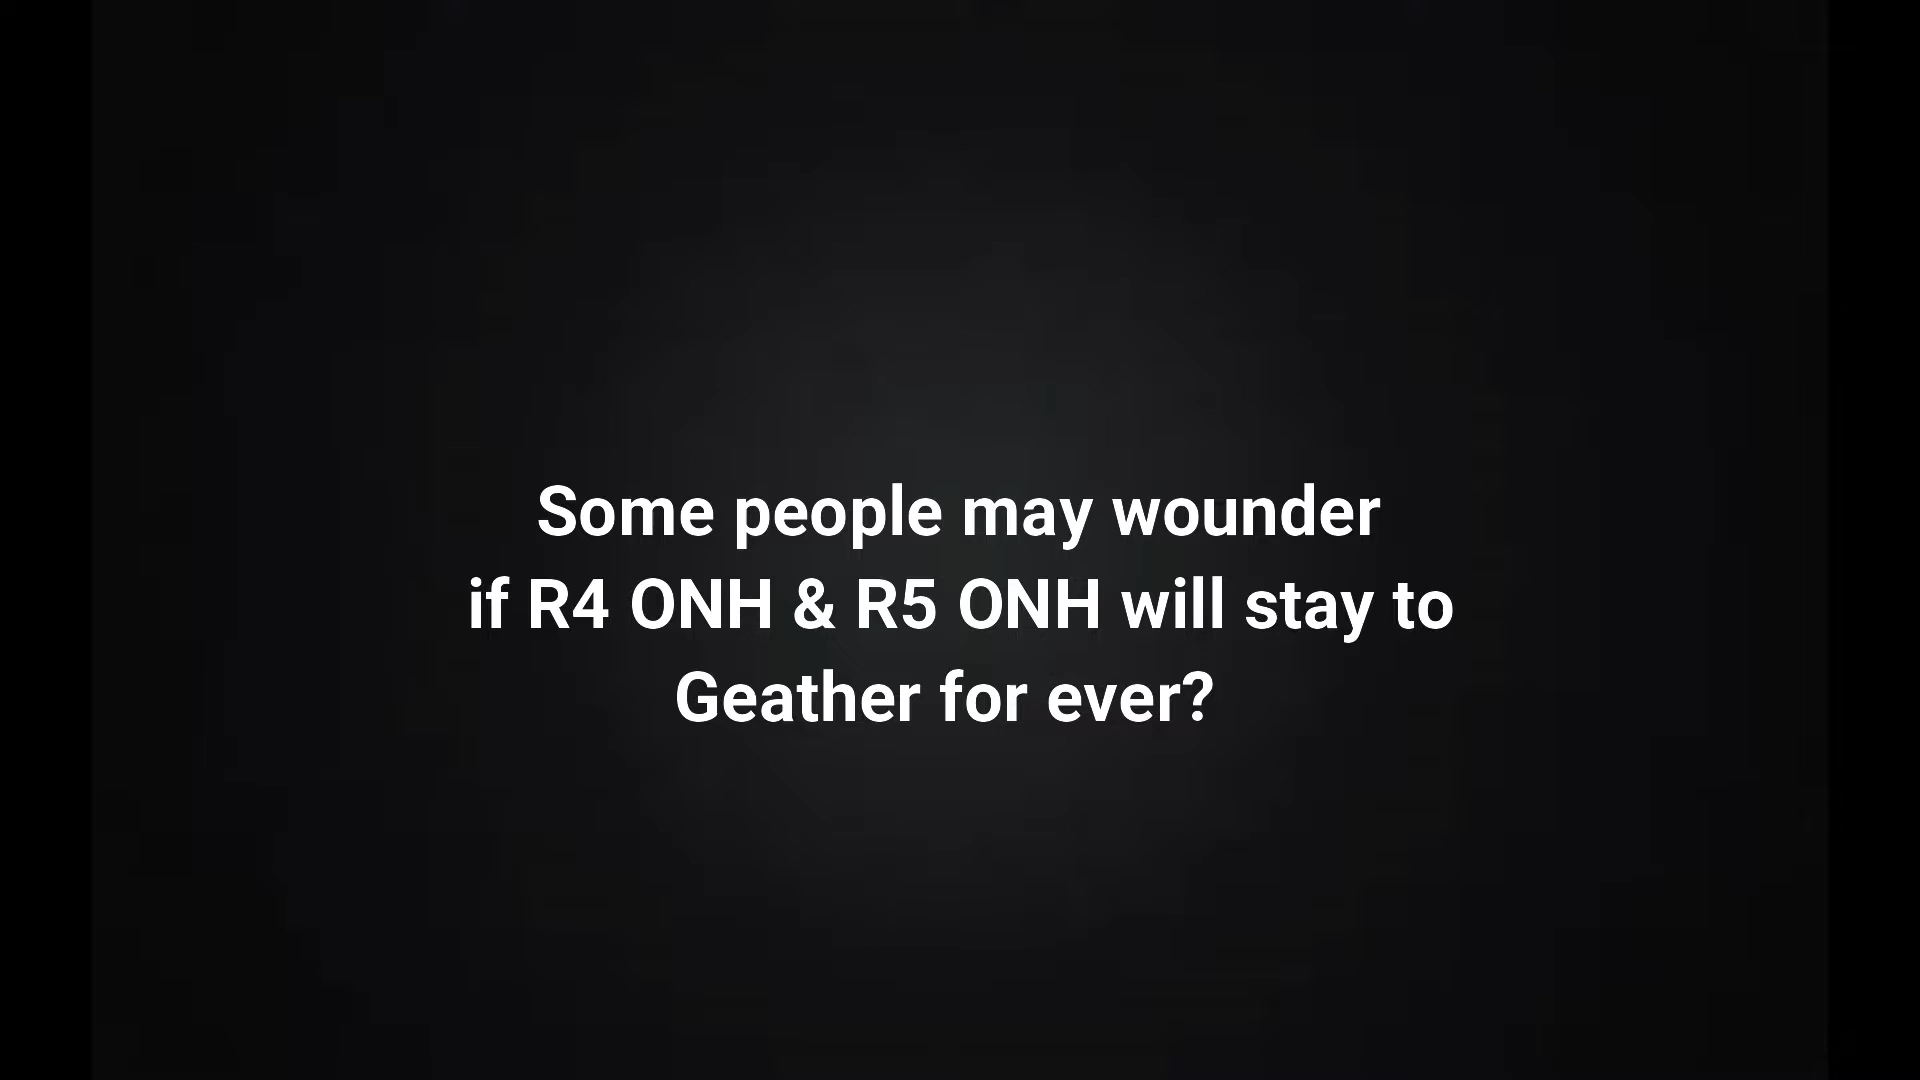 Some people may wounder
if R4 ONH & R5 ONH will stay to
Geather for ever?